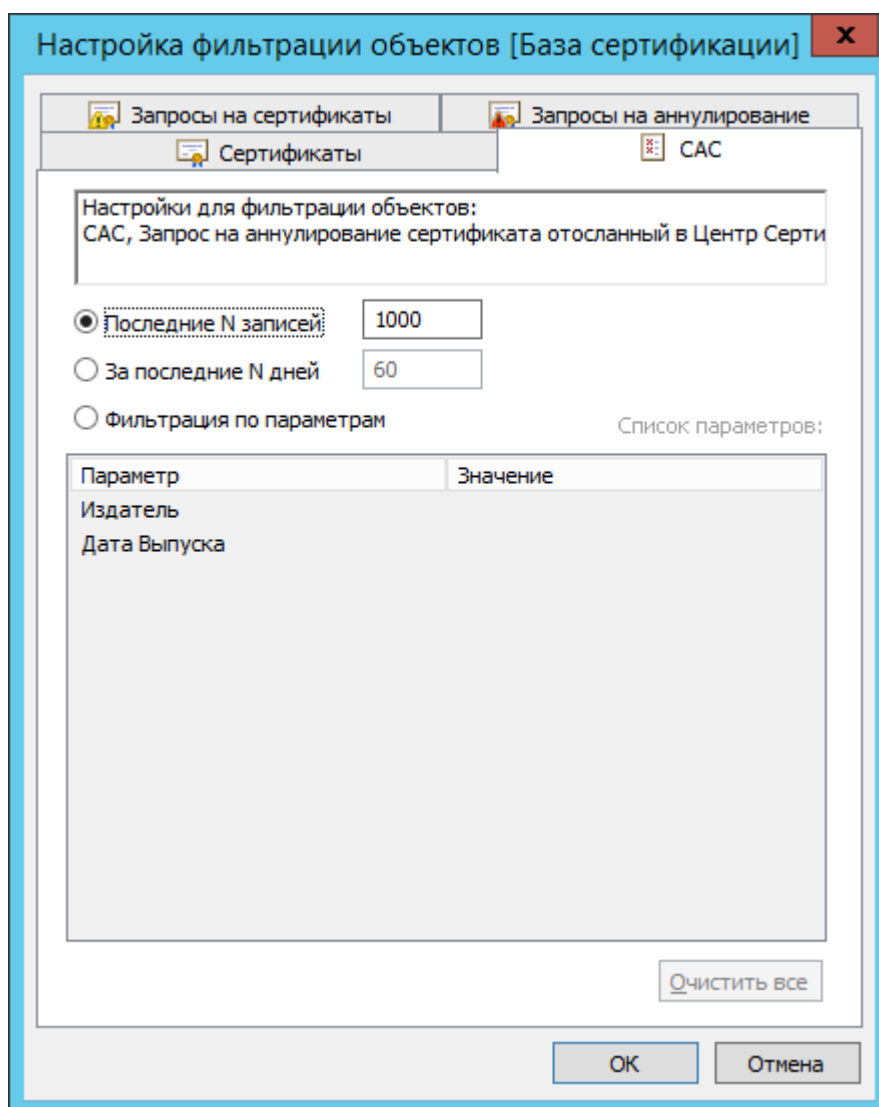 Настройка фильтрации объектов [База сертификации]
x
Запросы на сертификаты
Запросы на аннулирование
Сертификаты
САС
Настройки для фильтрации объектов:
САС, Запрос на аннулирование сертификата отосланный в Центр Серти
Последние N записей
1000
За последние N дней
60
Фильтрация по параметрам
Список параметров:
Параметр
Значение
Издатель
Дата Выпуска
Очистить все
ОК
Отмена